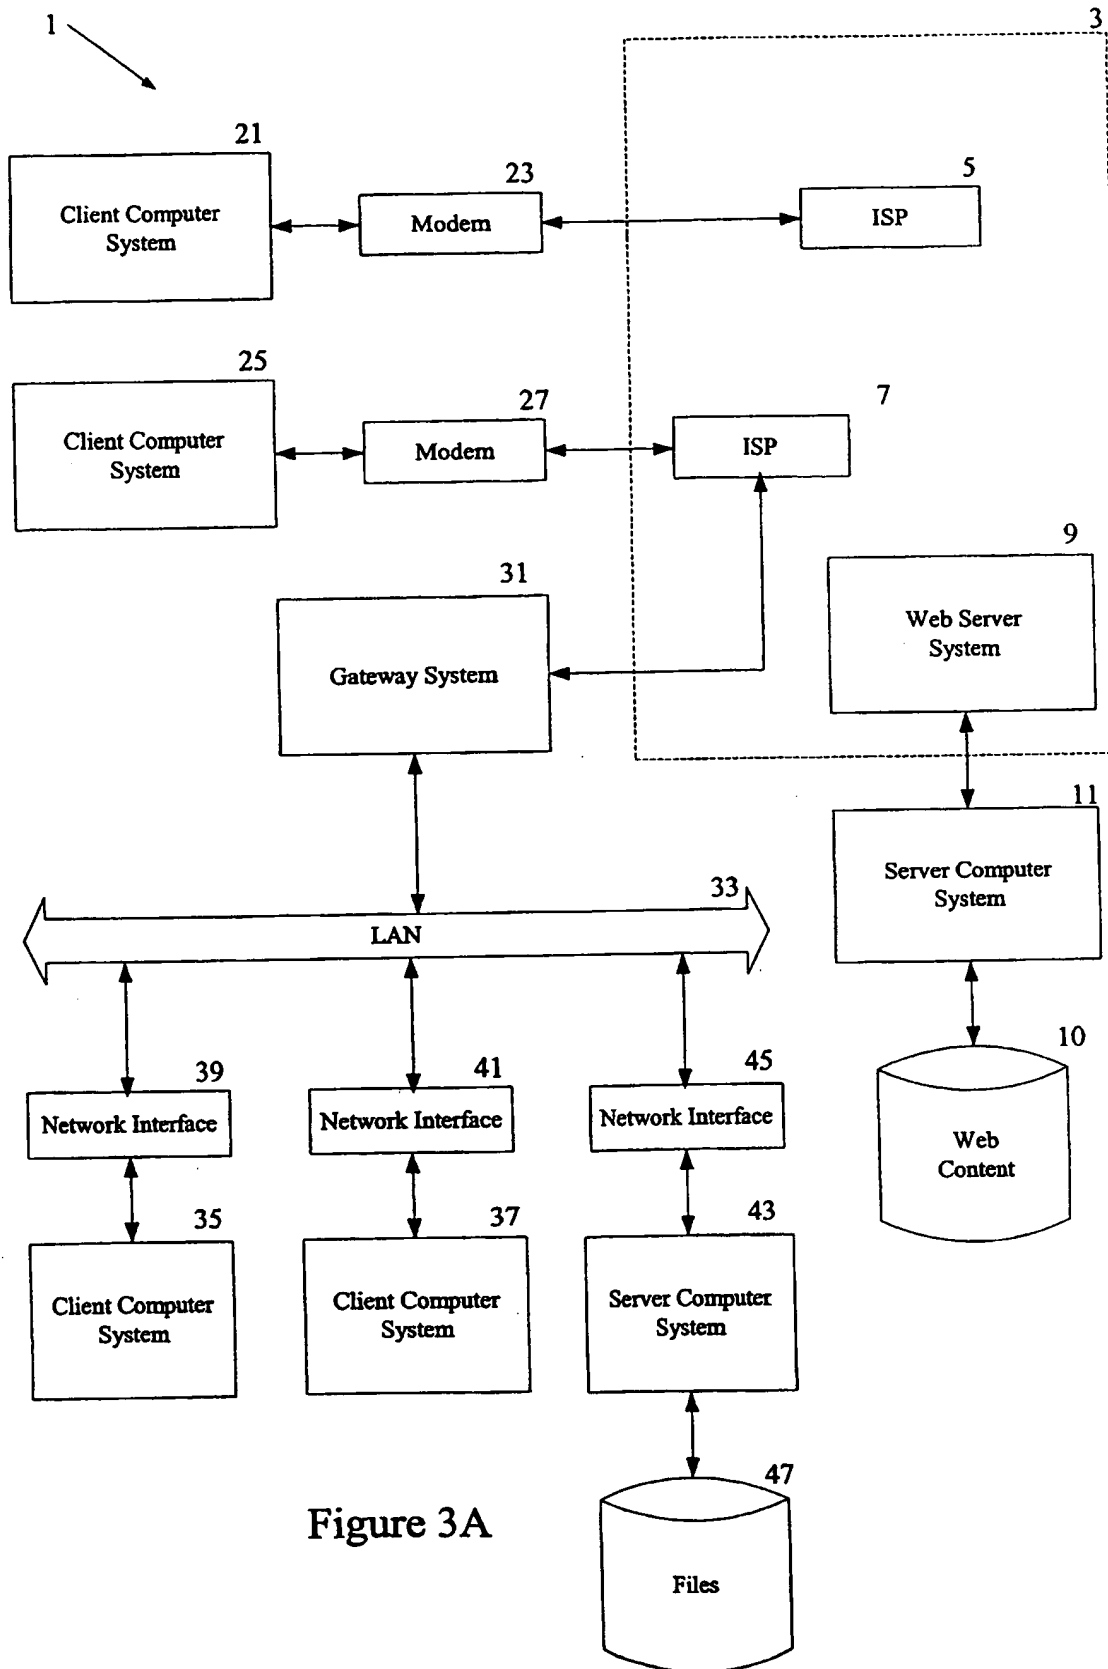 1
3
21
Client Computer
System
23
Modem
5
ISP
25
Client Computer
System
27
Modem
7
ISP
31
Gateway System
9
Web Server
System
11
Server Computer
System
33
LAN
10
Web
Content
39
Network Interface
41
Network Interface
45
Network Interface
35
Client Computer
System
37
Client Computer
System
43
Server Computer
System
47
Files
Figure 3A